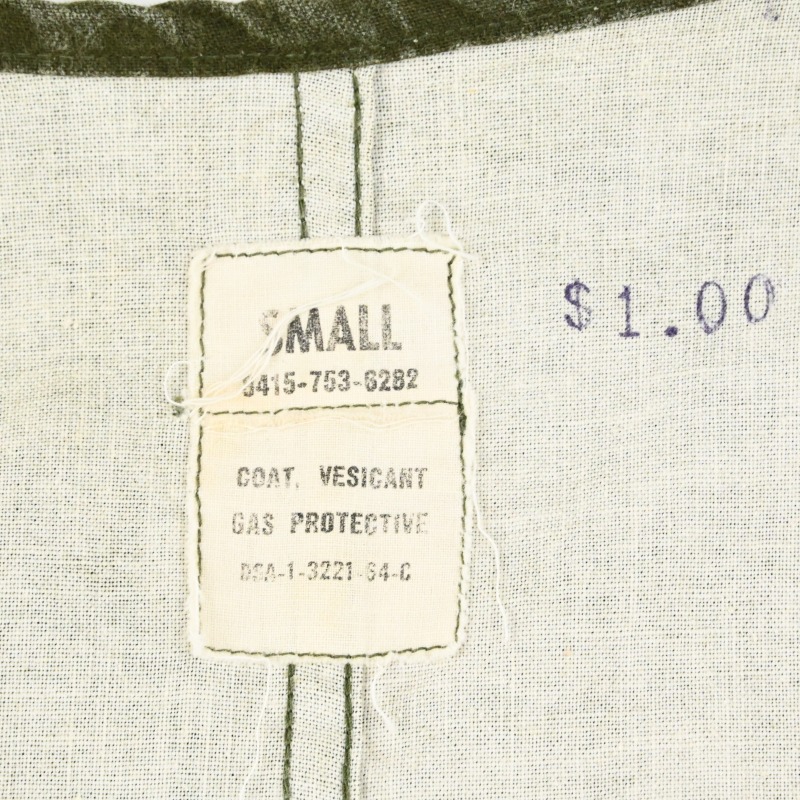 SMALL
8415-753-6282
COAT, VESICANT
GAS PROTECTIVE
DSA-1-3221-64-C
$1.00